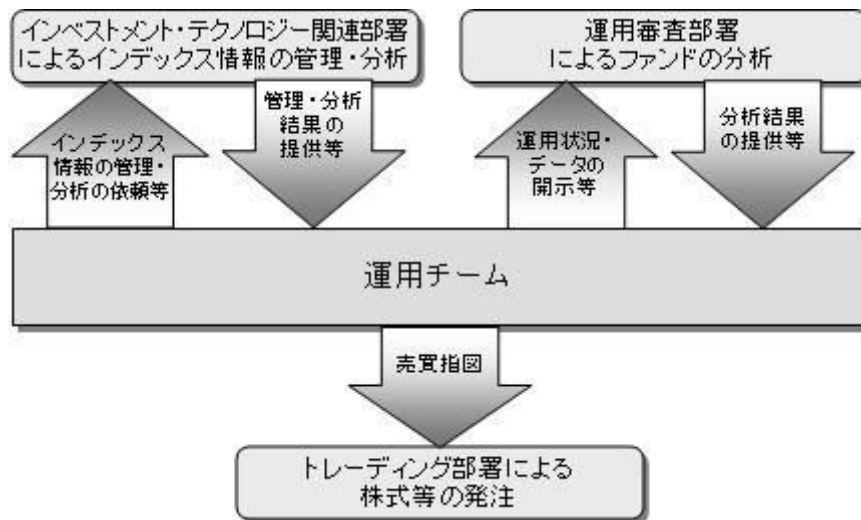 インベストメント・テクノロジー関連部署
によるインデックス情報の管理・分析
運用審査部署
によるファンドの分析
インデックス
情報の管理・
分析の依頼等
管理・分析
結果の
提供等
運用状況・
データの
開示等
分析結果
の提供等
運用チーム
売買指図
トレーディング部署による
株式等の発注